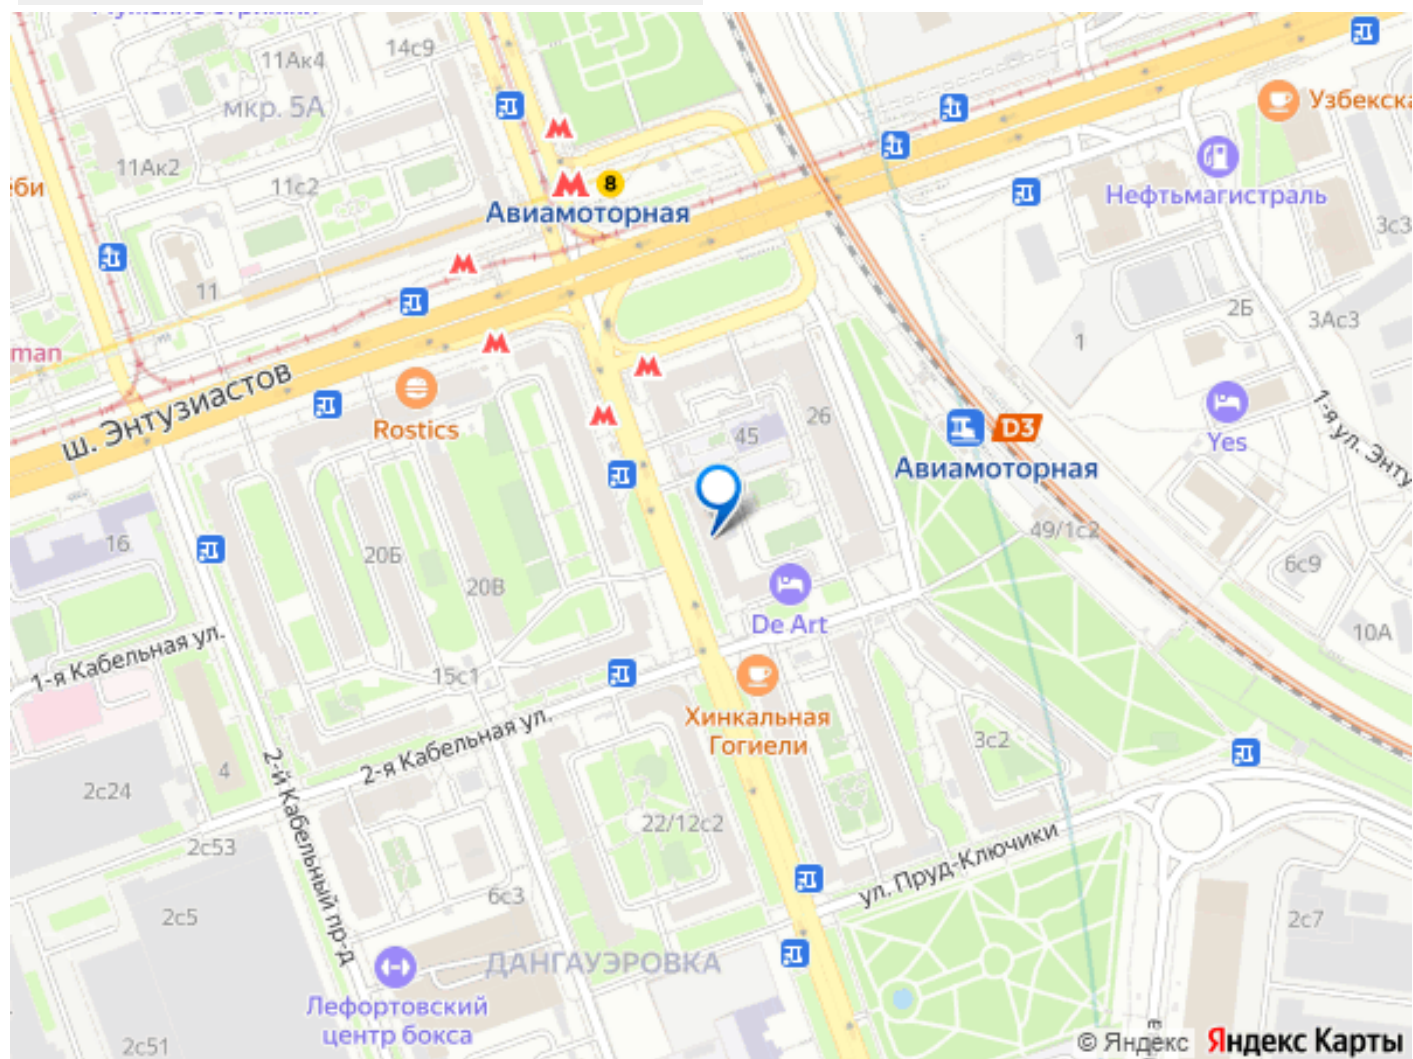 14с9
11Ак4
мкр. 5А
Узбекска
11Ак2
11с2
8
Авиамоторная
Нефтьмагистраль
еби
3с3
11
2Б
3Ас3
1
man
ш. Энтузиастов
Rostics
26
45
D3
Авиамоторная
Yes
1-я ул. Энту
16
20Б
20В
49/1с2
6с9
De Art
10А
1-я Кабельная ул.
15с1
2-я Кабельная ул.
Хинкальная
Гогиели
3с2
4
2-й Кабельный пр-д
2с24
22/12с2
2с53
ул. Пруд-Ключики
6с3
2с5
2с7
ДАНГАУЭРОВКА
Лефортовский
центр бокса
2с51
© Яндекс Яндекс Карты